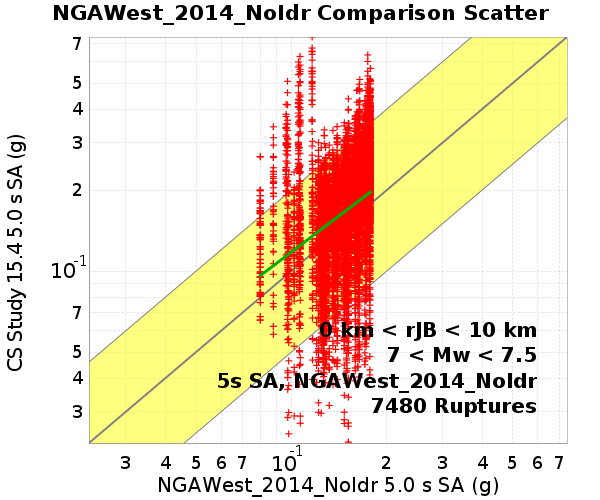 NGAWest_2014_NoIdr Comparison Scatter
CS Study 15.4 5.0 s SA (g)
7
5
4
3
2
10⁻¹
7
5
4
3
0 km < rJB < 10 km
7 < Mw < 7.5
5s SA, NGAWest_2014_NoIdr
7480 Ruptures
3 4 5 6 7 10⁻¹ 2 3 4 5 6 7
NGAWest_2014_NoIdr 5.0 s SA (g)